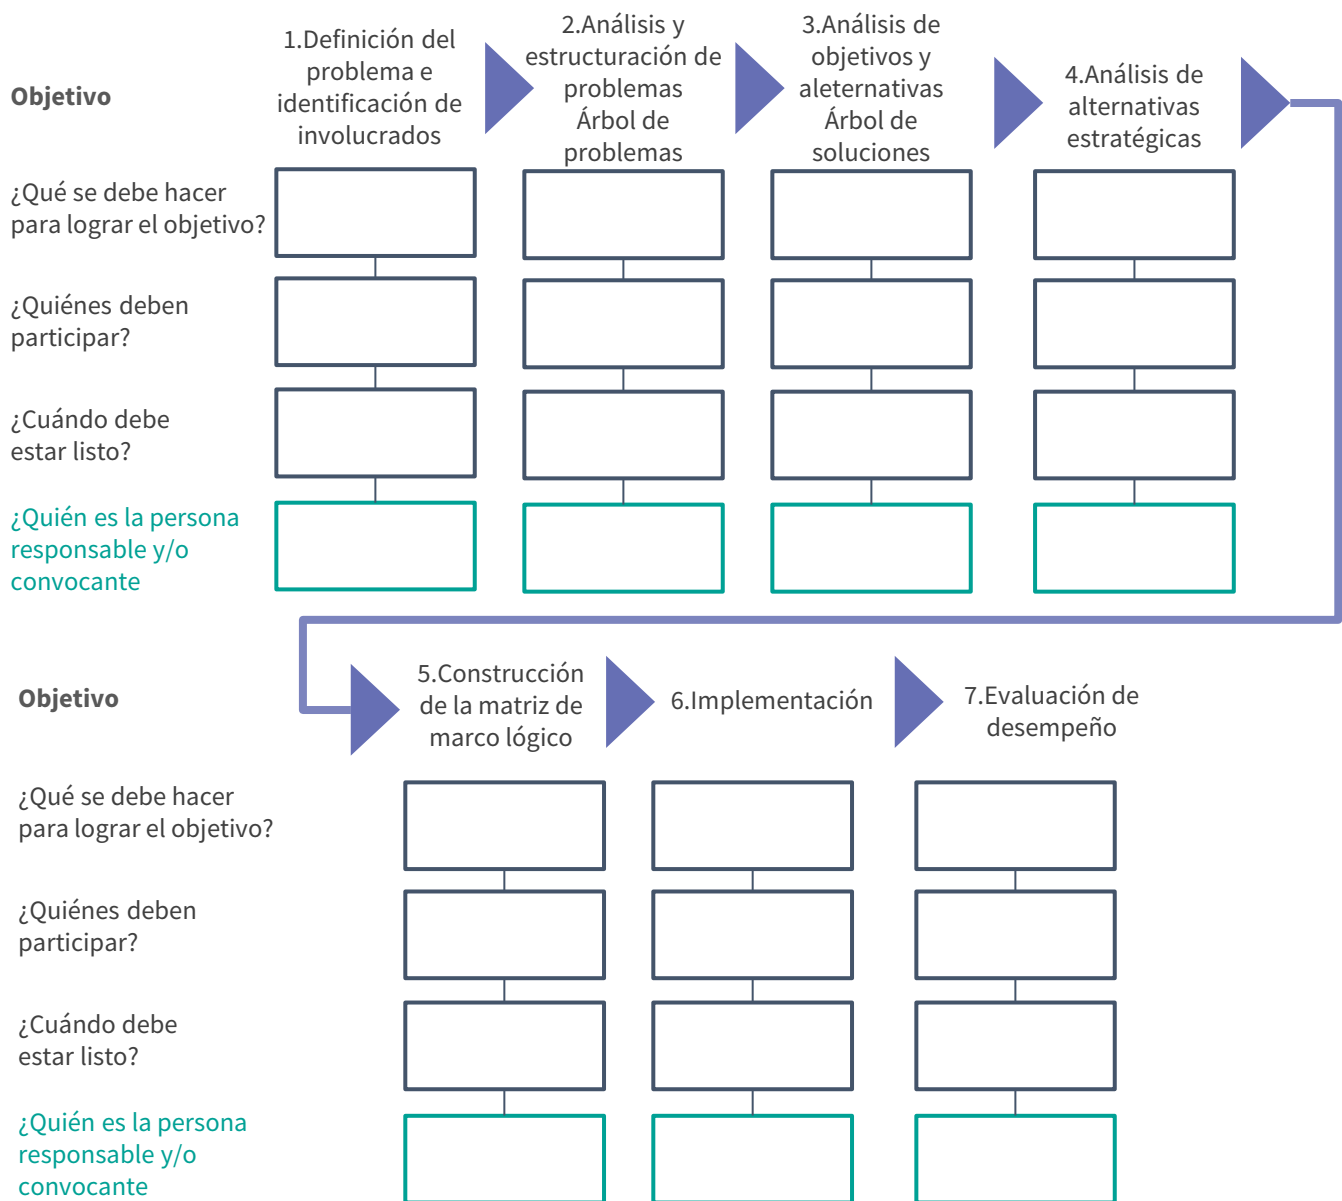 Objetivo
1.Definición del
problema e
identificación de
involucrados
2.Análisis y
estructuración de
problemas
Árbol de
problemas
3.Análisis de
objetivos y
aleternativas
Árbol de
soluciones
4.Análisis de
alternativas
estratégicas
¿Qué se debe hacer
para lograr el objetivo?
¿Quiénes deben
participar?
¿Cuándo debe
estar listo?
¿Quién es la persona
responsable y/o
convocante
Objetivo
5.Construcción
de la matriz de
marco lógico
6.Implementación
7.Evaluación de
desempeño
¿Qué se debe hacer
para lograr el objetivo?
¿Quiénes deben
participar?
¿Cuándo debe
estar listo?
¿Quién es la persona
responsable y/o
convocante